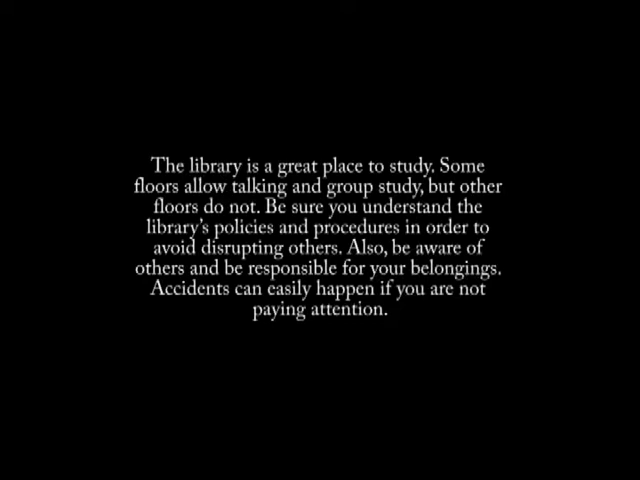 The library is a great place to study. Some
floors allow talking and group study, but other
floors do not. Be sure you understand the
library's policies and procedures in order to
avoid disrupting others. Also, be aware of
others and be responsible for your belongings.
Accidents can easily happen if you are not
paying attention.